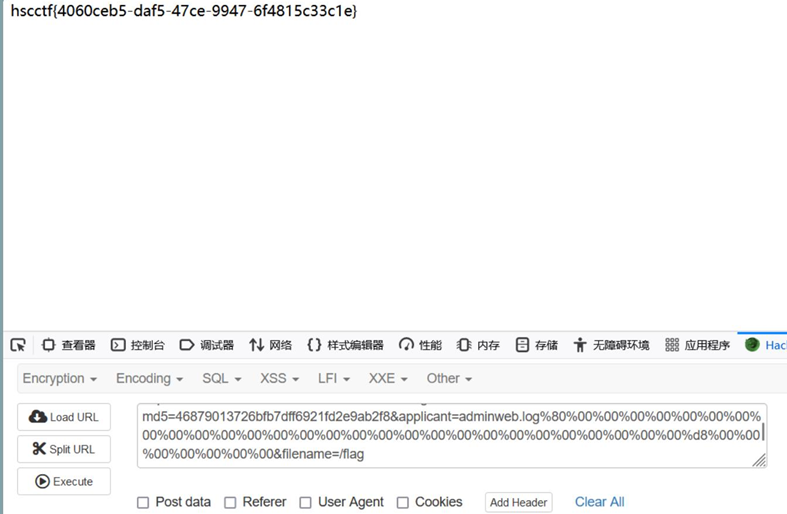 hscctf{4060ceb5-daf5-47ce-9947-6f4815c33c1e}
查看器 控制台 调试器 网络 {} 样式编辑器 性能 内存 存储 无障碍环境 应用程序 Hac
Encryption Encoding SQL XSS LFI XXE Other
Load URL
Split URL
Execute
md5=46879013726bfb7dff6921fd2e9ab2f8&applicant=adminweb.log%80%00%00%00%00%00%00%00%00%00
%00%00%00%00%00%00%00%00%00%00%00%00%00%00%00%00%00%00%00%00%00%d8%00%00
%00%00%00%00%00%00&filename=/flag
Post data Referer User Agent Cookies Add Header Clear All